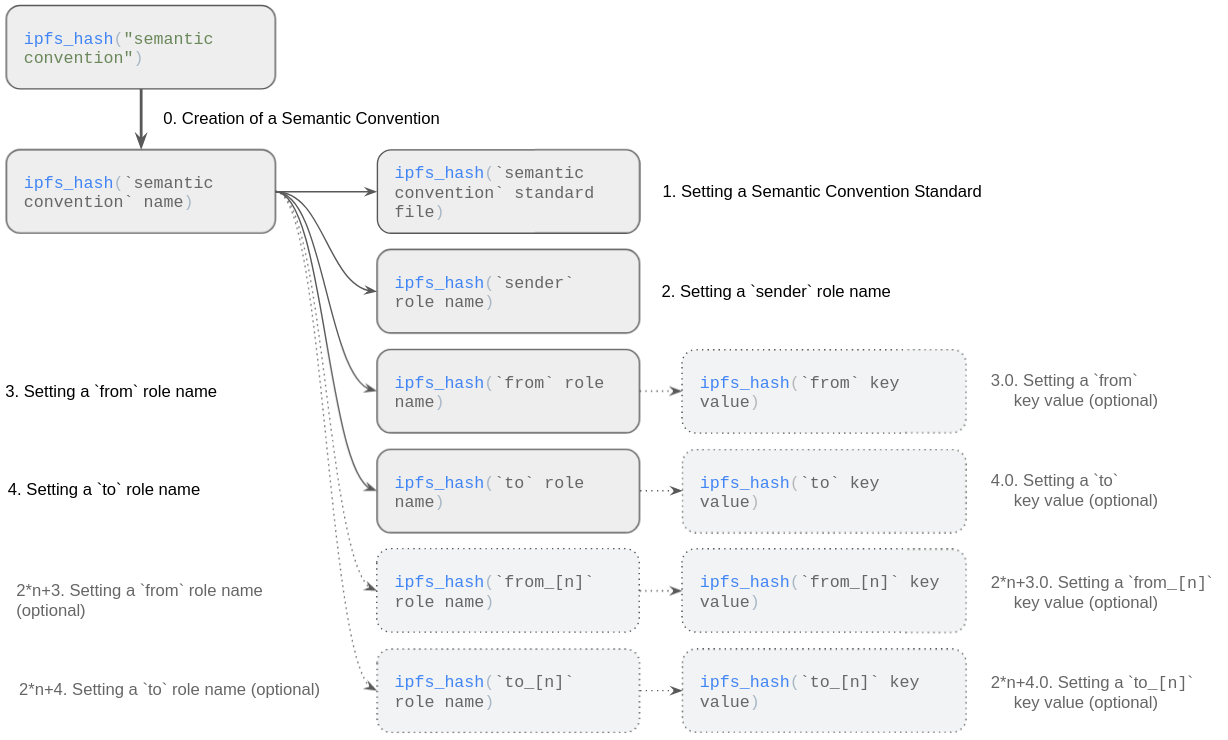 ipfs_hash("semantic
convention")
0. Creation of a Semantic Convention
ipfs_hash(`semantic
convention` name)
ipfs_hash(`semantic
convention` standard
file)
1. Setting a Semantic Convention Standard
ipfs_hash(`sender`
role name)
2. Setting a `sender` role name
3. Setting a `from` role name
ipfs_hash(`from` role
name)
ipfs_hash(`from` key
value)
3.0. Setting a `from`
key value (optional)
4. Setting a `to` role name
ipfs_hash(`to` role
name)
ipfs_hash(`to` key
value)
4.0. Setting a `to`
key value (optional)
2*n+3. Setting a `from` role name
(optional)
ipfs_hash(`from_[n]`
role name)
ipfs_hash(`from_[n]` key
value)
2*n+3.0. Setting a `from_[n]`
key value (optional)
2*n+4. Setting a `to` role name (optional)
ipfs_hash(`to_[n]`
role name)
ipfs_hash(`to_[n]` key
value)
2*n+4.0. Setting a `to_[n]`
key value (optional)